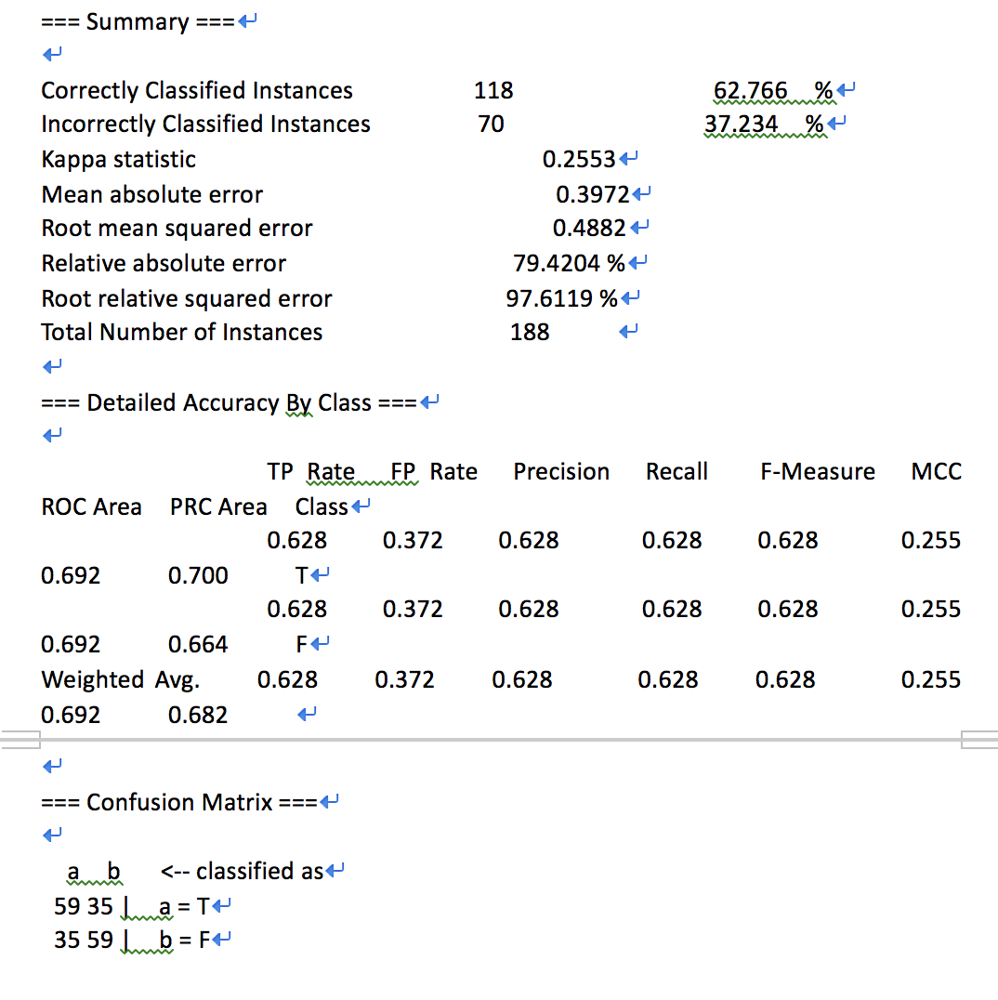 === Summary ===
Correctly Classified Instances 118 62.766 %
Incorrectly Classified Instances 70 37.234 %
Kappa statistic 0.2553
Mean absolute error 0.3972
Root mean squared error 0.4882
Relative absolute error 79.4204 %
Root relative squared error 97.6119 %
Total Number of Instances 188
=== Detailed Accuracy By Class ===
TP Rate FP Rate Precision Recall F-Measure MCC
ROC Area PRC Area Class
0.628 0.372 0.628 0.628 0.628 0.255
0.692 0.700 T
0.628 0.372 0.628 0.628 0.628 0.255
0.692 0.664 F
Weighted Avg. 0.628 0.372 0.628 0.628 0.628 0.255
0.692 0.682
=== Confusion Matrix ===
a b <-- classified as
59 35 | a = T
35 59 | b = F